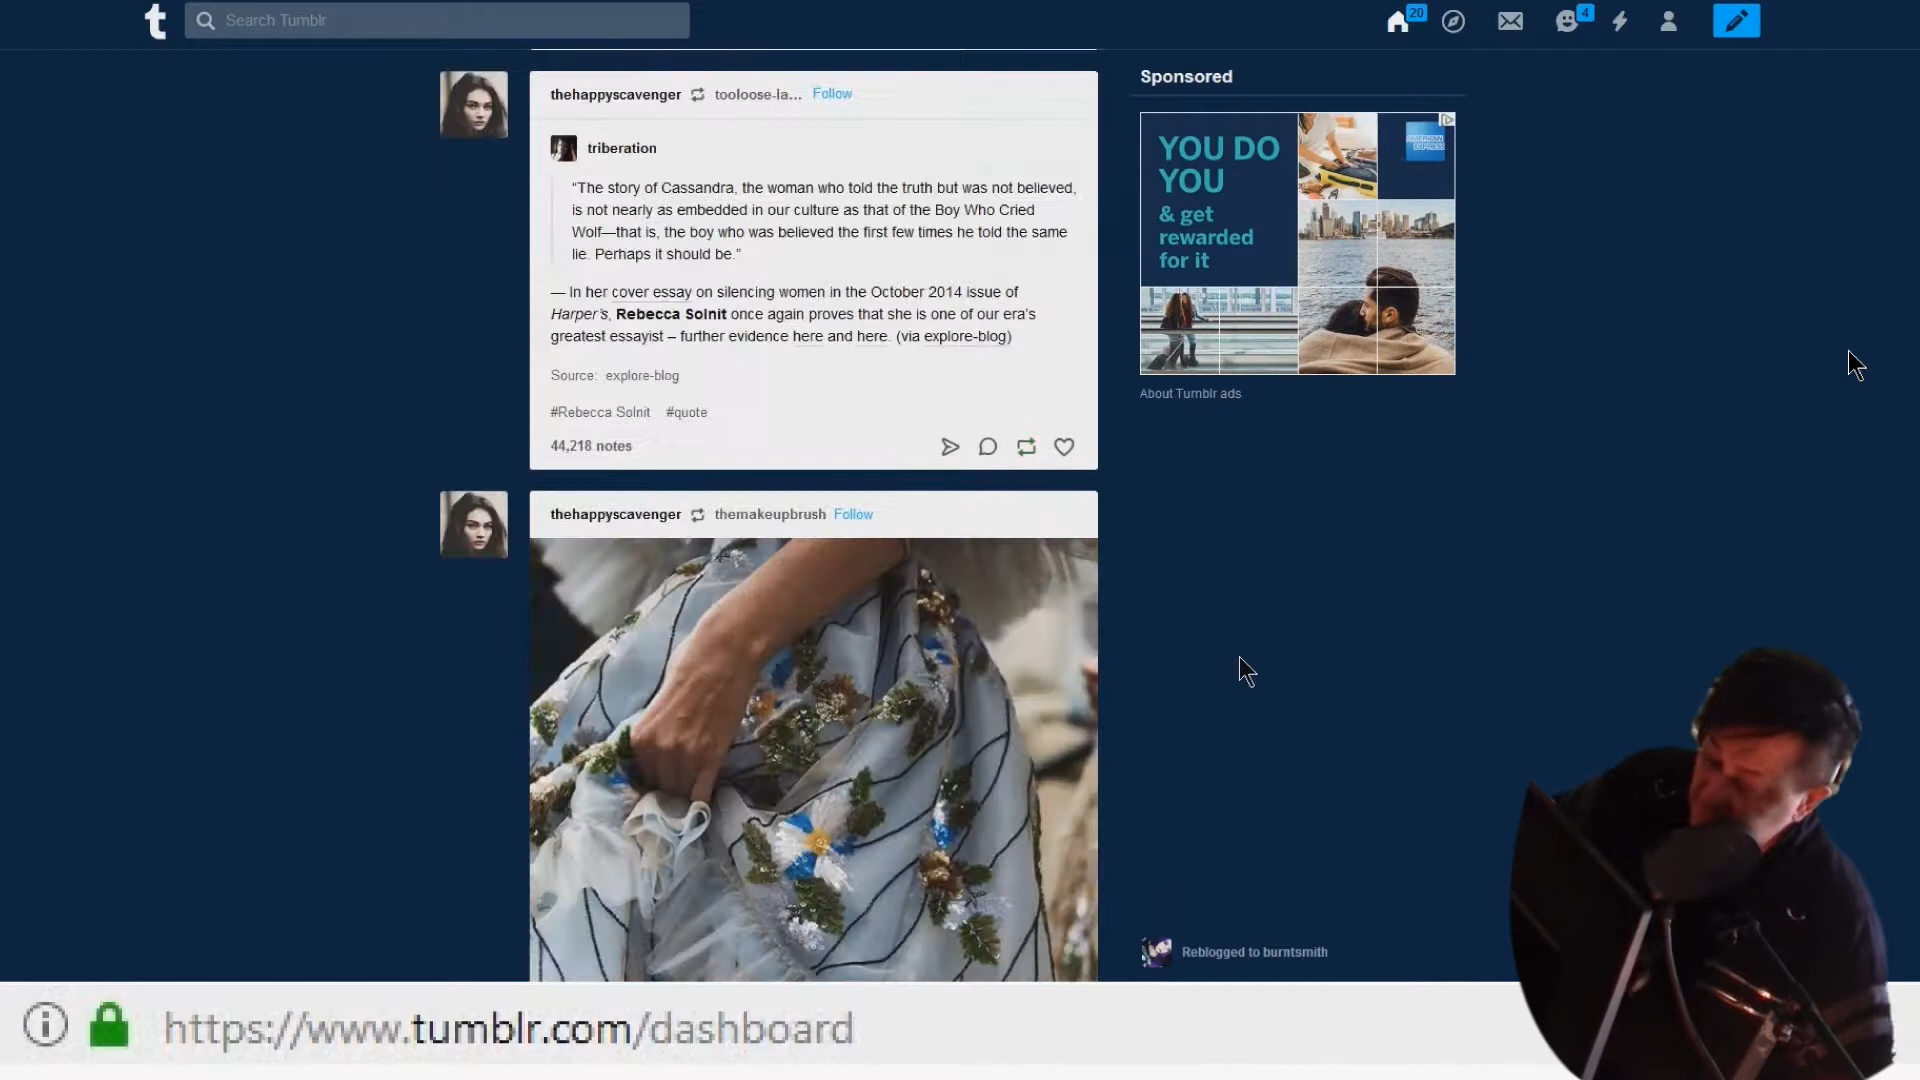 t
Search Tumblr
20
4
thehappyscavenger tooloose-la... Follow
triberation
“The story of Cassandra, the woman who told the truth but was not believed,
is not nearly as embedded in our culture as that of the Boy Who Cried
Wolf—that is, the boy who was believed the first few times he told the same
lie. Perhaps it should be.”
— In her cover essay on silencing women in the October 2014 issue of
Harper’s, Rebecca Solnit once again proves that she is one of our era’s
greatest essayist – further evidence here and here. (via explore-blog)
Source: explore-blog
#Rebecca Solnit #quote
44,218 notes
thehappyscavenger themakeupbrush Follow
Sponsored
YOU DO
YOU
& get
rewarded
for it
AMERICAN
EXPRESS
About Tumblr ads
Reblogged to burntsmith
https://www.tumblr.com/dashboard